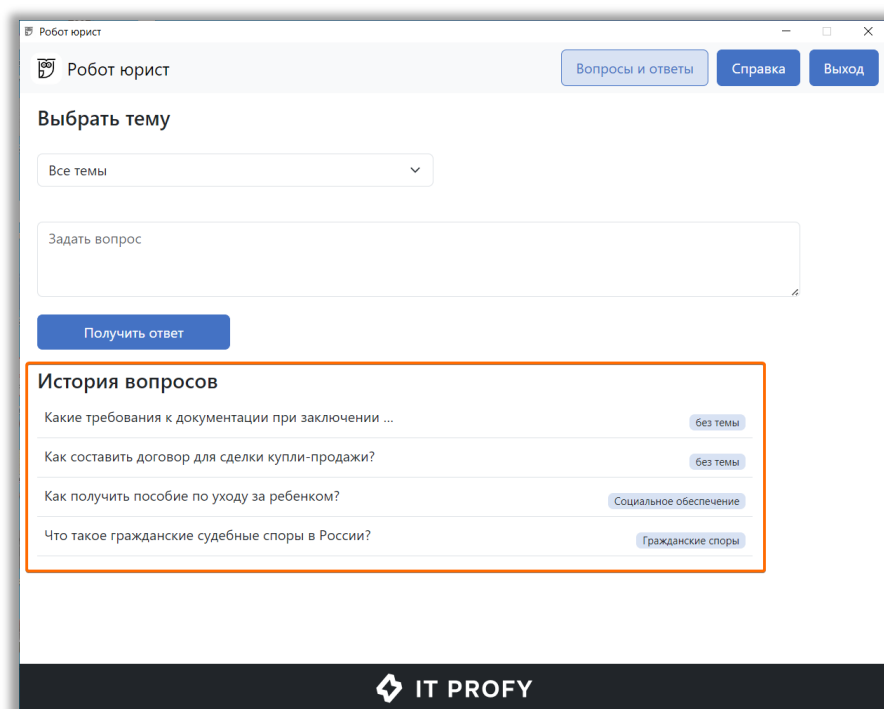 Робот юрист
Робот юрист
Вопросы и ответы
Справка
Выход
Выбрать тему
Все темы
Задать вопрос
Получить ответ
История вопросов
Какие требования к документации при заключении ...
без темы
Как составить договор для сделки купли-продажи?
без темы
Как получить пособие по уходу за ребенком?
Социальное обеспечение
Что такое гражданские судебные споры в России?
Гражданские споры
IT PROFY